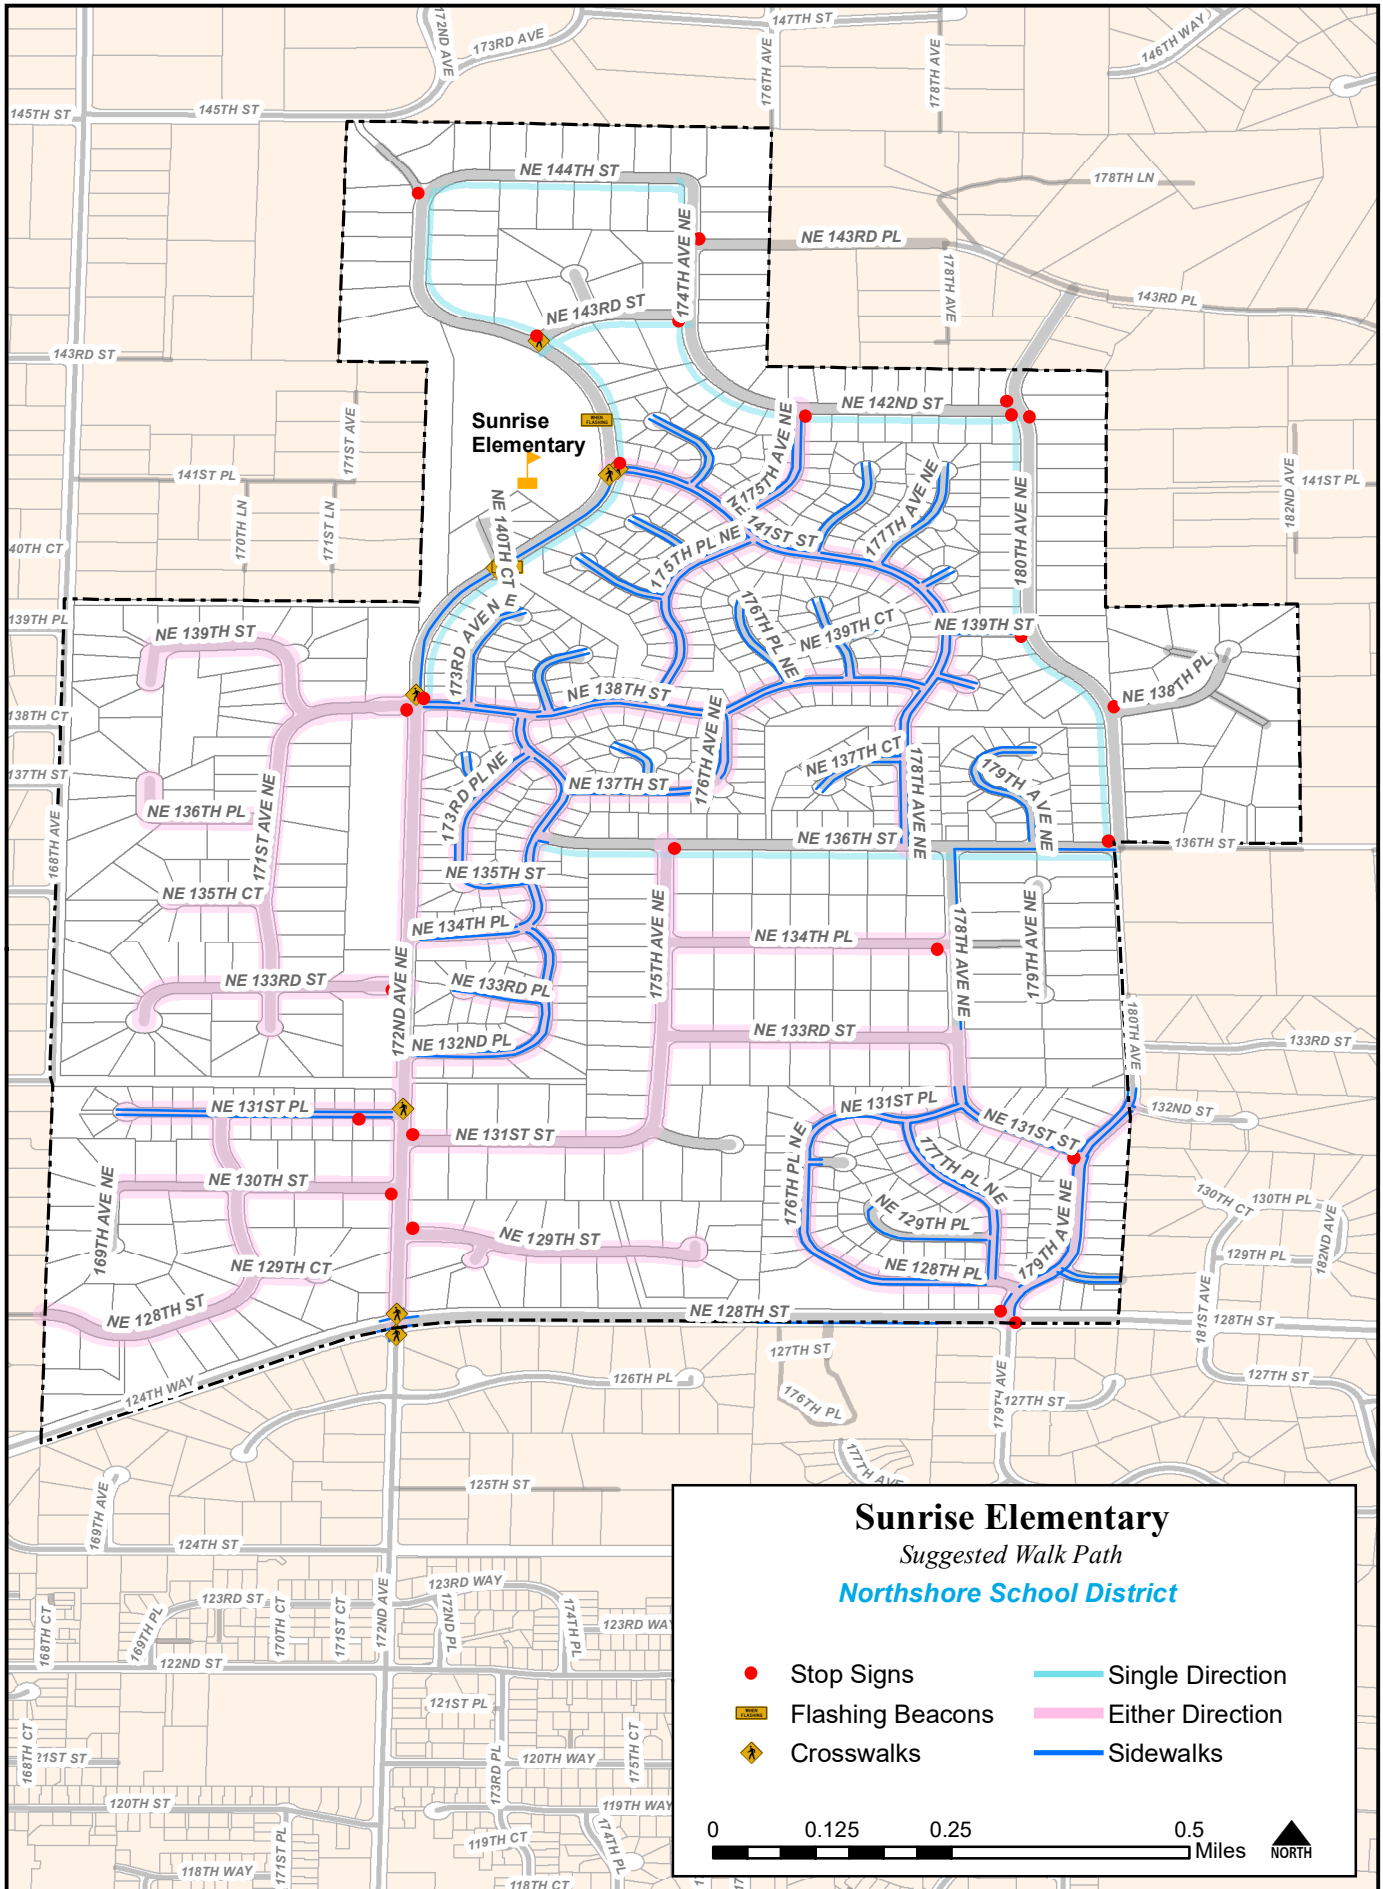 147TH ST
172ND AVE
173RD AVE
176TH AVE
178TH AVE
146TH WAY
145TH ST
145TH ST
NE 144TH ST
178TH LN
174TH AVE NE
NE 143RD PL
178TH AVE
143RD PL
NE 143RD ST
143RD ST
WHEN FLASHING
NE 142ND ST
Sunrise
Elementary
171ST AVE
175TH AVE NE
NE 141ST ST
177TH AVE NE
180TH AVE NE
182ND AVE
141ST PL
141ST PL
170TH LN
171ST LN
NE 140TH CT
40TH CT
175TH PL NE
176TH PL NE
139TH PL
NE 139TH ST
173RD AVE NE
NE 139TH CT
NE 139TH ST
NE 138TH ST
NE 138TH PL
138TH CT
137TH ST
168TH AVE
171ST AVE NE
NE 136TH PL
173RD PL NE
NE 137TH ST
176TH AVE NE
NE 137TH CT
178TH AVE NE
179TH AVE NE
NE 136TH ST
136TH ST
NE 135TH CT
NE 135TH ST
NE 134TH PL
175TH AVE NE
NE 134TH PL
178TH AVE NE
179TH AVE NE
NE 133RD ST
172ND AVE NE
NE 133RD PL
NE 133RD ST
180TH AVE
133RD ST
NE 132ND PL
132ND ST
NE 131ST PL
NE 131ST ST
NE 131ST PL
NE 131ST ST
169TH AVE NE
NE 130TH ST
176TH PL NE
177TH PL NE
179TH AVE NE
130TH CT
130TH PL
182ND AVE
129TH PL
NE 129TH ST
NE 129TH PL
NE 129TH CT
NE 128TH PL
NE 128TH ST
NE 128TH ST
181ST AVE
128TH ST
124TH WAY
127TH ST
126TH PL
176TH PL
179TH AVE
127TH ST
127TH ST
177TH AVE
169TH AVE
125TH ST
124TH ST
172ND AVE
123RD WAY
172ND PL
174TH PL
123RD WAY
123RD ST
168TH CT
169TH PL
170TH CT
171ST CT
122ND ST
121ST PL
173RD PL
175TH CT
168TH CT
21ST ST
120TH WAY
120TH ST
119TH WAY
171ST PL
119TH CT
174TH PL
118TH WAY
118TH CT
Sunrise Elementary
Suggested Walk Path
Northshore School District
Stop Signs
Single Direction
WHEN FLASHING
Flashing Beacons
Either Direction
Crosswalks
Sidewalks
0 0.125 0.25 0.5
Miles
NORTH